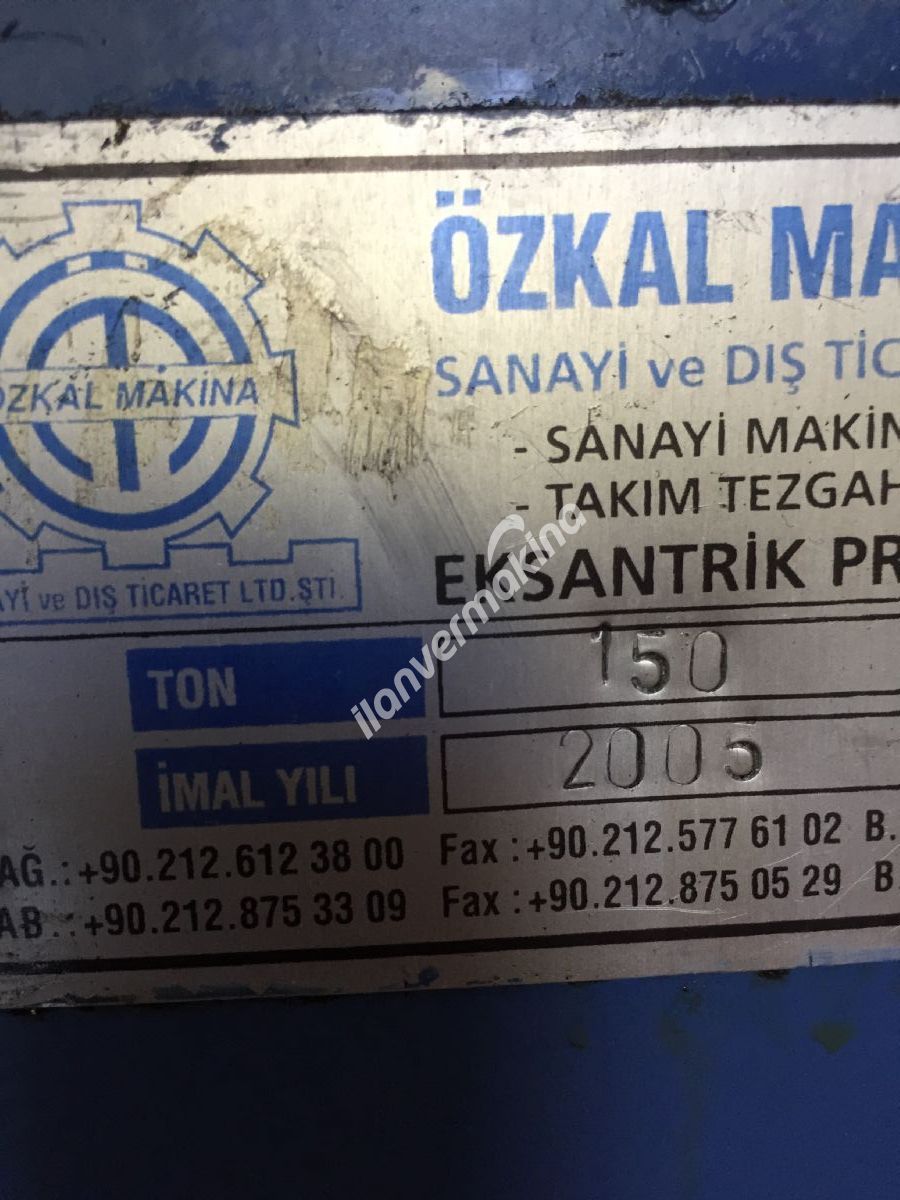 ÖZKAL MA
SANAYİ ve DIŞ TİC
- SANAYİ MAKİN
- TAKIM TEZGAH
EKSANTRİK PR
ÖZKAL MAKİNA
AYİ ve DIŞ TİCARET LTD.ŞTİ.
TON 150
İMAL YILI 2005
AĞ.:+90.212.612 38 00 Fax :+90.212.577 61 02 B.
AB .:+90.212.875 33 09 Fax :+90.212.875 05 29 B
ilanvermakina